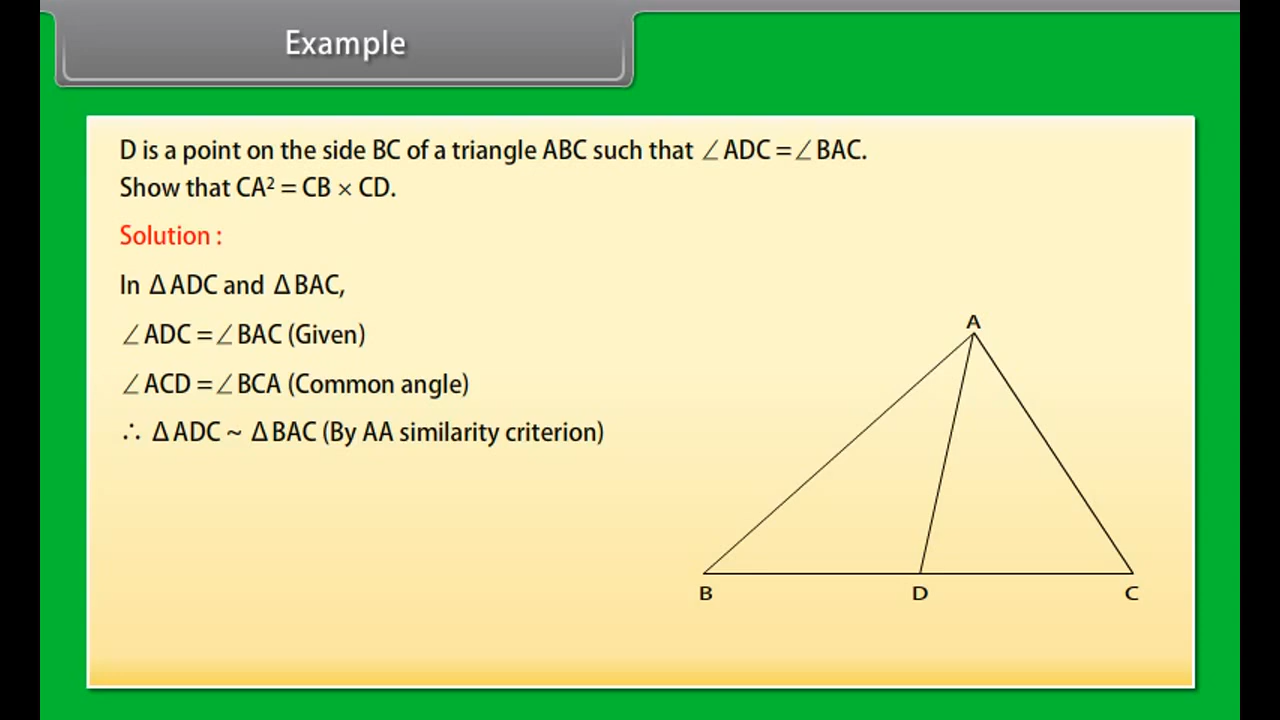 Example
D is a point on the side BC of a triangle ABC such that ∠ADC = ∠BAC.
Show that CA² = CB × CD.
Solution :
In ΔADC and ΔBAC,
∠ADC = ∠BAC (Given)
∠ACD = ∠BCA (Common angle)
∴ ΔADC ~ ΔBAC (By AA similarity criterion)
A
B D C